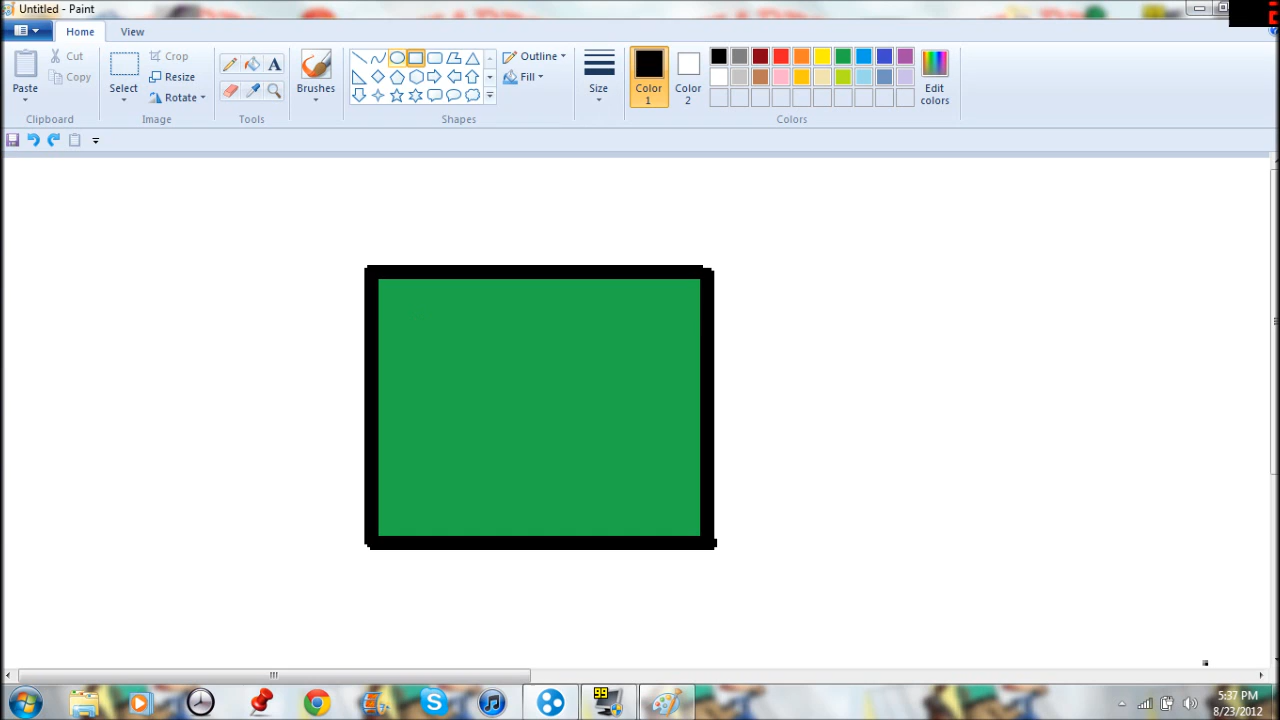 Untitled - Paint
Home View
Paste
Cut
Copy
Clipboard
Select
Crop
Resize
Rotate
Image
A
Tools
Brushes
Outline
Fill
Shapes
Size
Color 1
Color 2
Edit colors
Colors
S
99
5:37 PM
8/23/2012